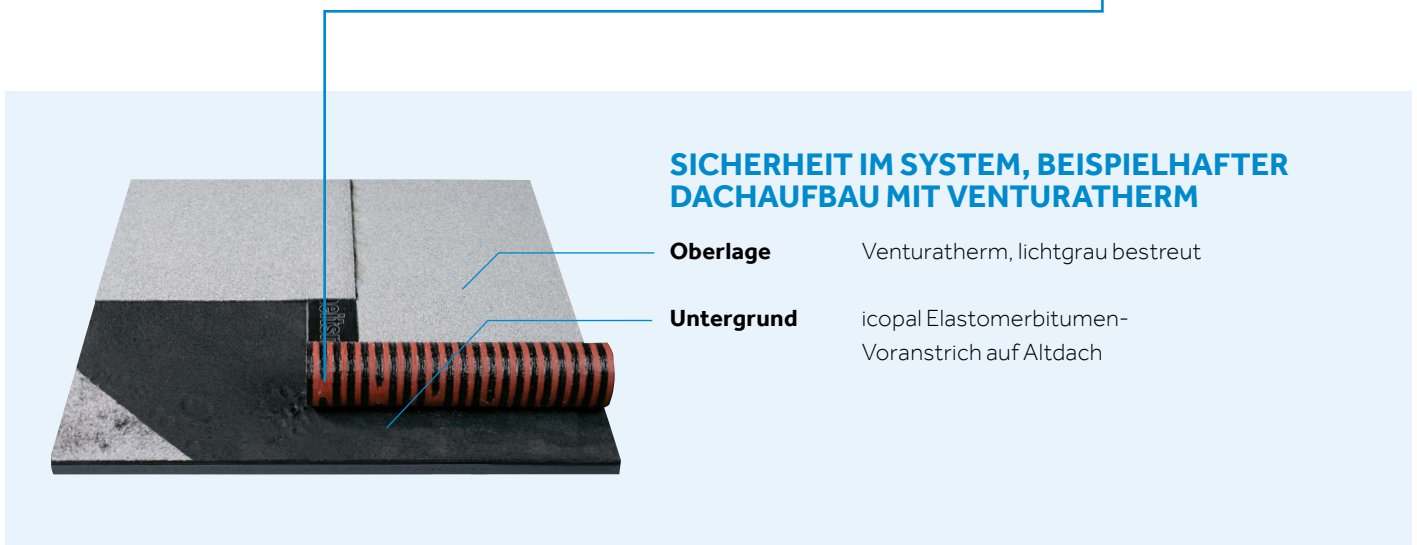 SICHERHEIT IM SYSTEM, BEISPIELHAFTER
DACHAUFBAU MIT VENTURATHERM
Oberlage Venturatherm, lichtgrau bestreut
Untergrund icopal Elastomerbitumen-
Voranstrich auf Altdach